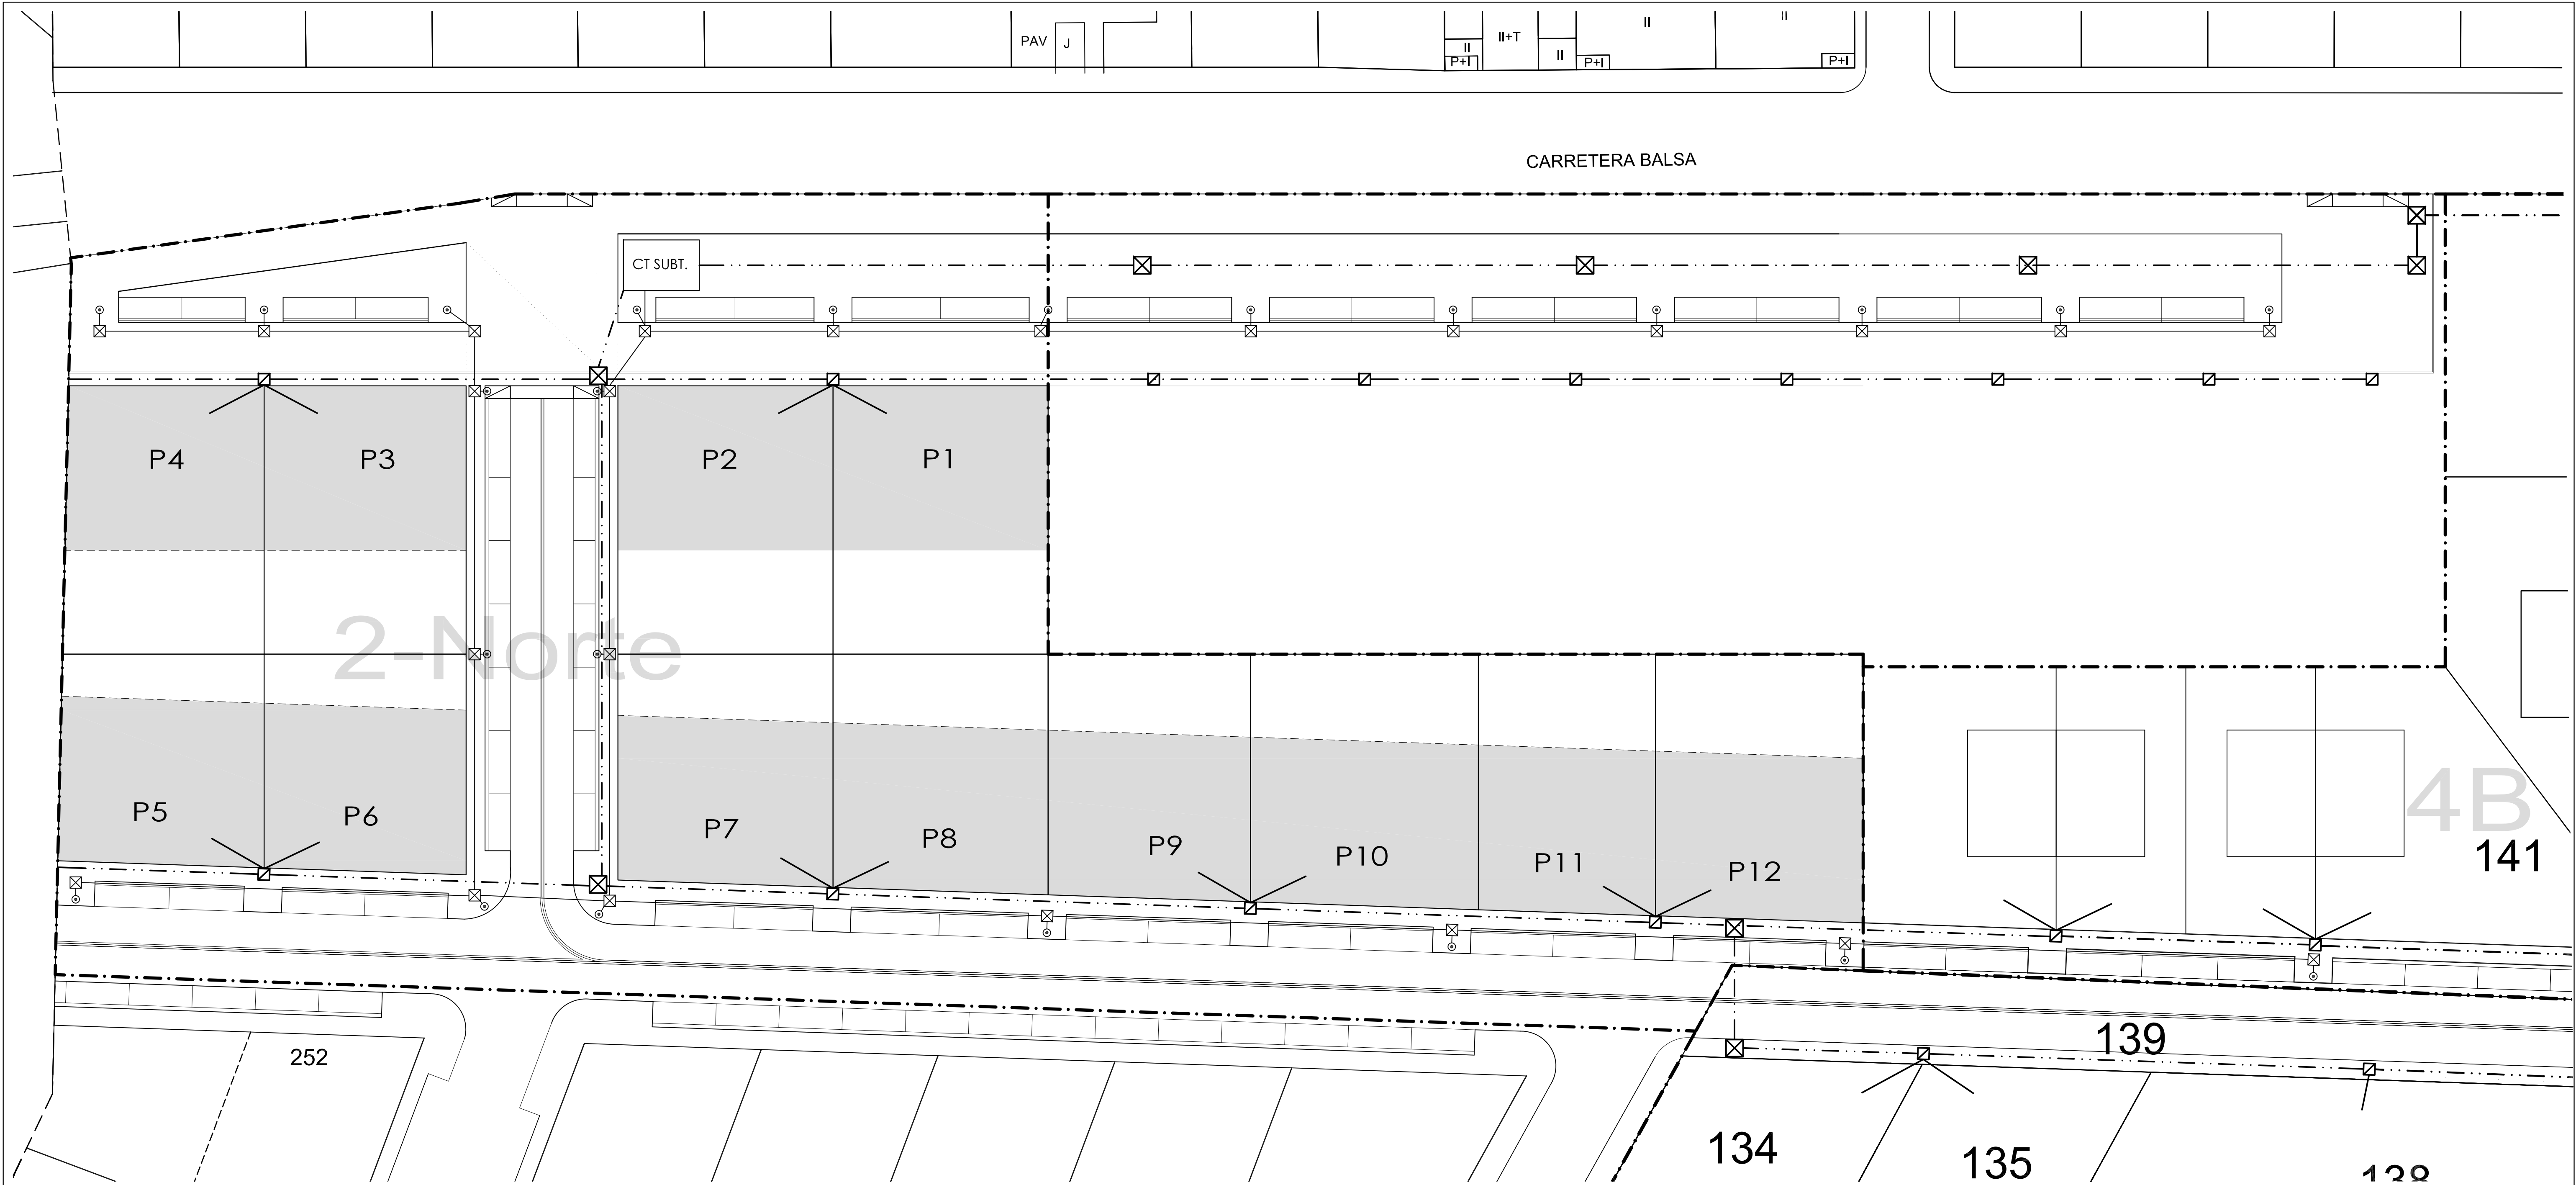 II
II
PAV
J
II+T
II
II
P+I
P+I
P+I
CARRETERA BALSA
CT SUBT.
P4
P3
P2
P1
2-Norte
4B
P5
P6
P7
P8
P9
P10
P11
P12
141
139
252
134
135
138